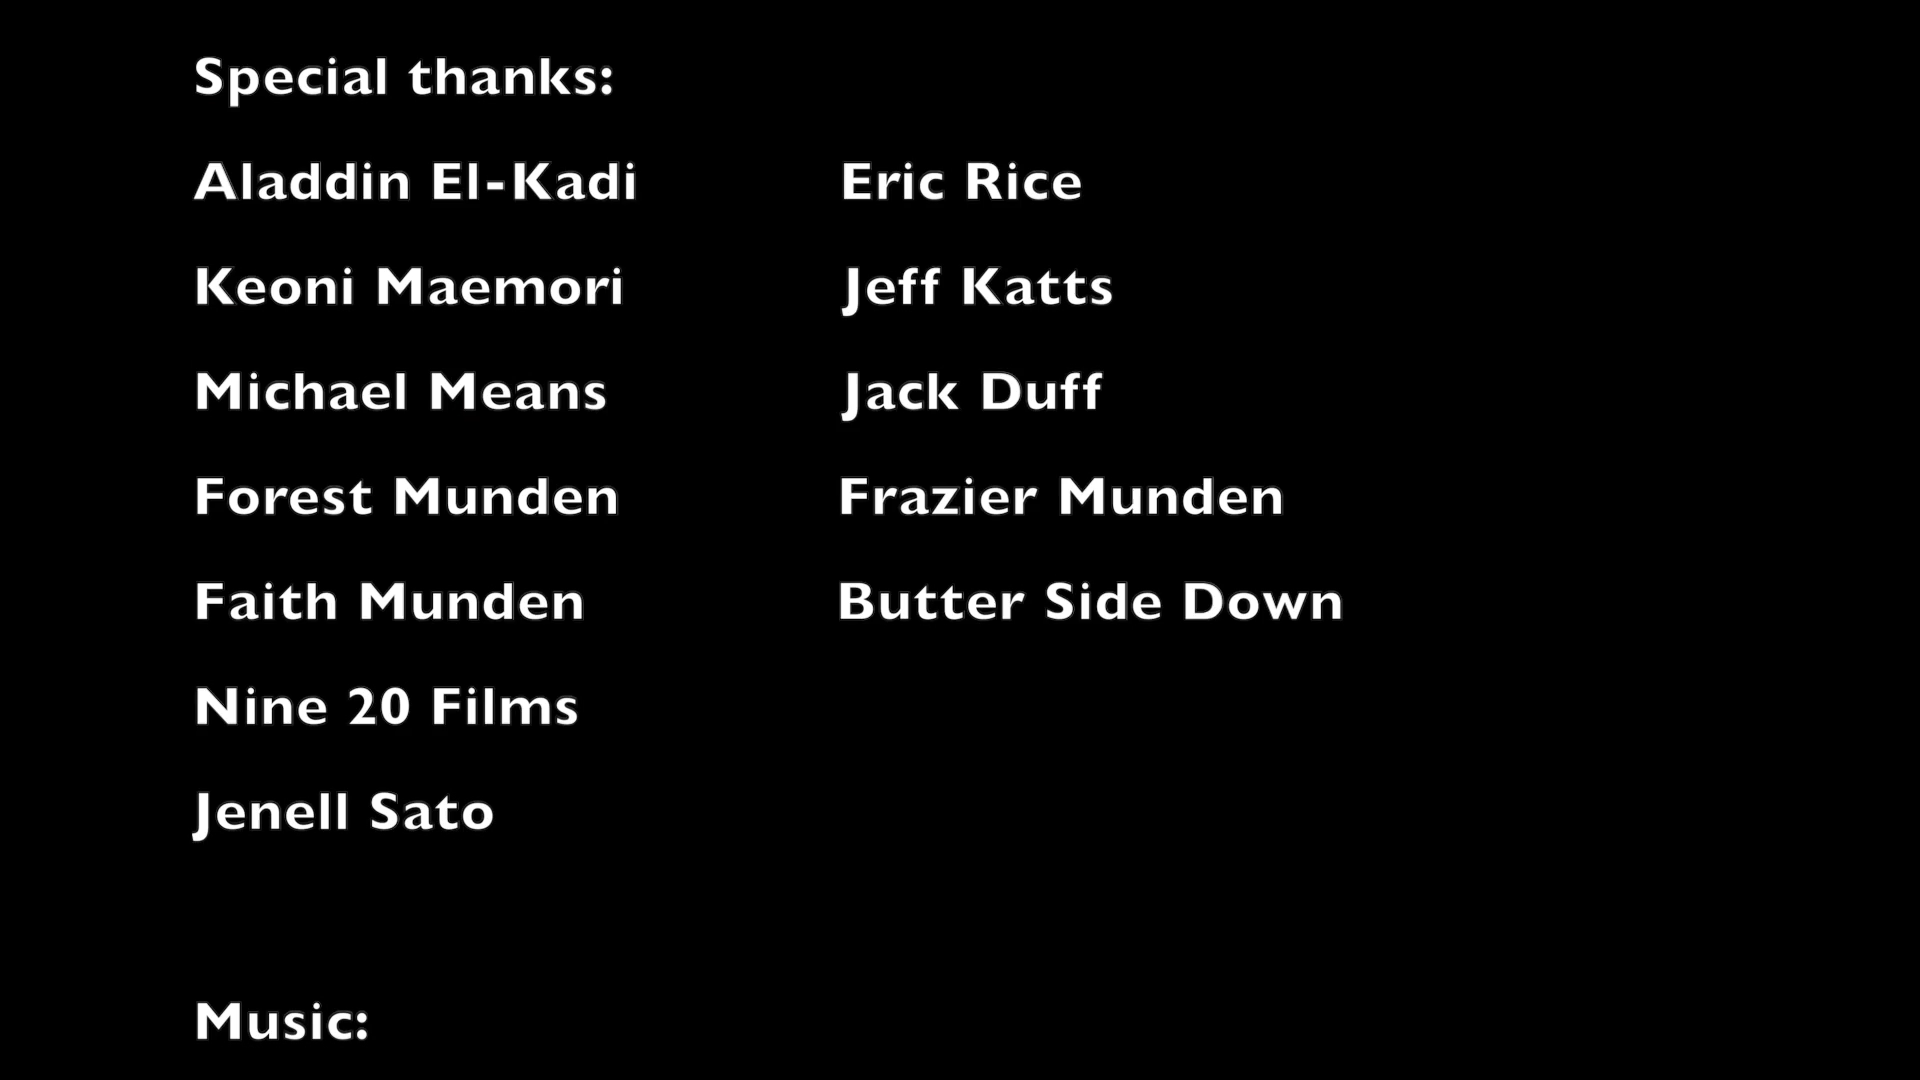 Special thanks:
Aladdin El-Kadi
Eric Rice
Keoni Maemori
Jeff Katts
Michael Means
Jack Duff
Forest Munden
Frazier Munden
Faith Munden
Butter Side Down
Nine 20 Films
Jenell Sato
Music: